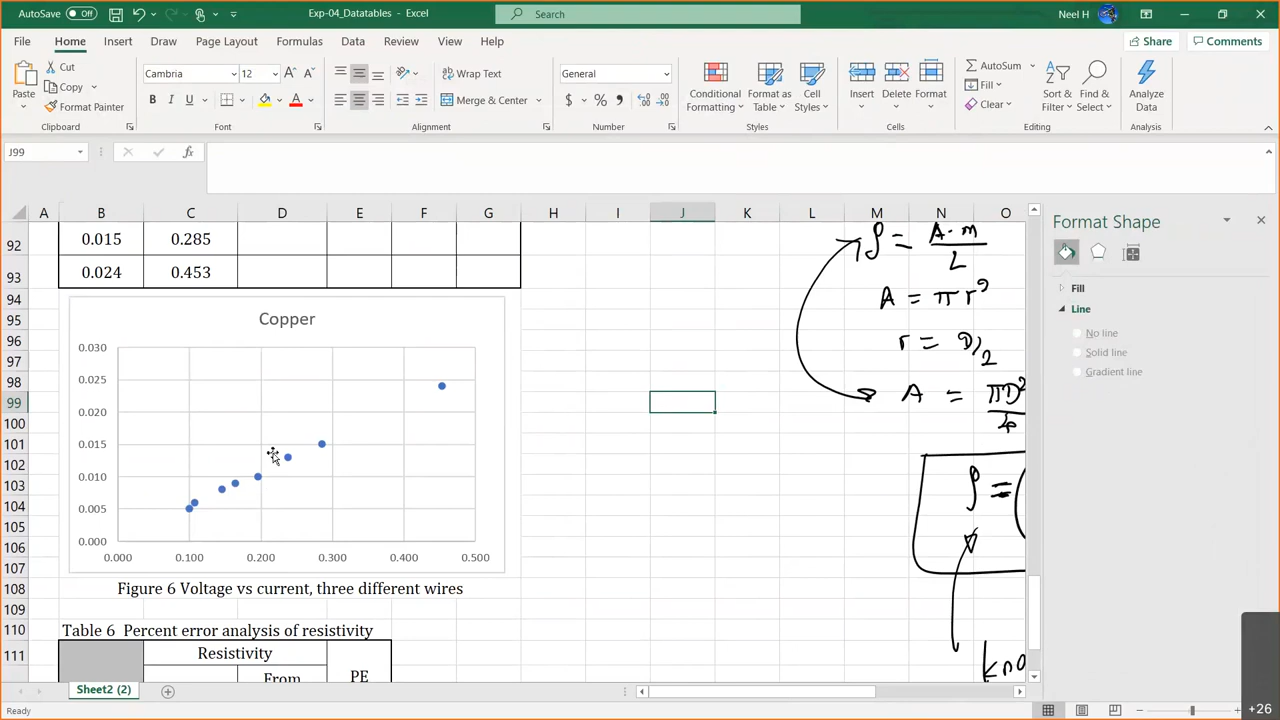 AutoSave Off Exp-04_Datatables - Excel Search Neel H
File Home Insert Draw Page Layout Formulas Data Review View Help Share Comments
Paste Cut Copy Format Painter Clipboard
Cambria 12 B I U A Font
Wrap Text Merge & Center Alignment
General $ % , Number
Conditional Formatting Format as Table Cell Styles Styles
Insert Delete Format Cells
AutoSum Fill Clear Sort & Filter Find & Select Editing
Analyze Data Analysis
J99 fx
A B C D E F G H I J K L M N O
92 0.015 0.285
93 0.024 0.453
94
95
96
97
98
99
100
101
102
103
104
105
106
107
108
109
110
111
Copper
0.030
0.025
0.020
0.015
0.010
0.005
0.000
0.000 0.100 0.200 0.300 0.400 0.500
Figure 6 Voltage vs current, three different wires
Table 6 Percent error analysis of resistivity
Resistivity
From
PE
ρ = A·m / L
A = πr²
r = D/2
A = πD² / 4
ρ = (
Format Shape
Fill
Line
No line
Solid line
Gradient line
Sheet2 (2)
Ready
+26